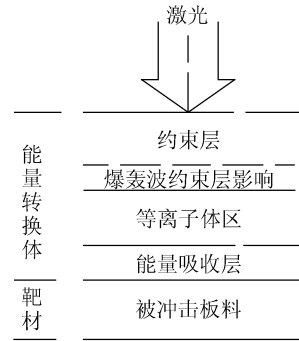 激光
约束层
爆轰波约束层影响
等离子体区
能量吸收层
被冲击板料
能量转换体
靶材